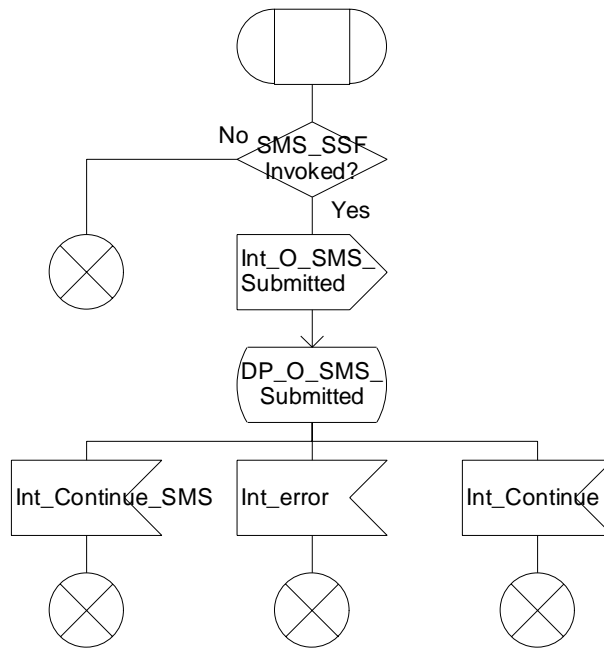 No
SMS_SSF
Invoked?
Yes
Int_O_SMS_
Submitted
DP_O_SMS_
Submitted
Int_Continue_SMS
Int_error
Int_Continue